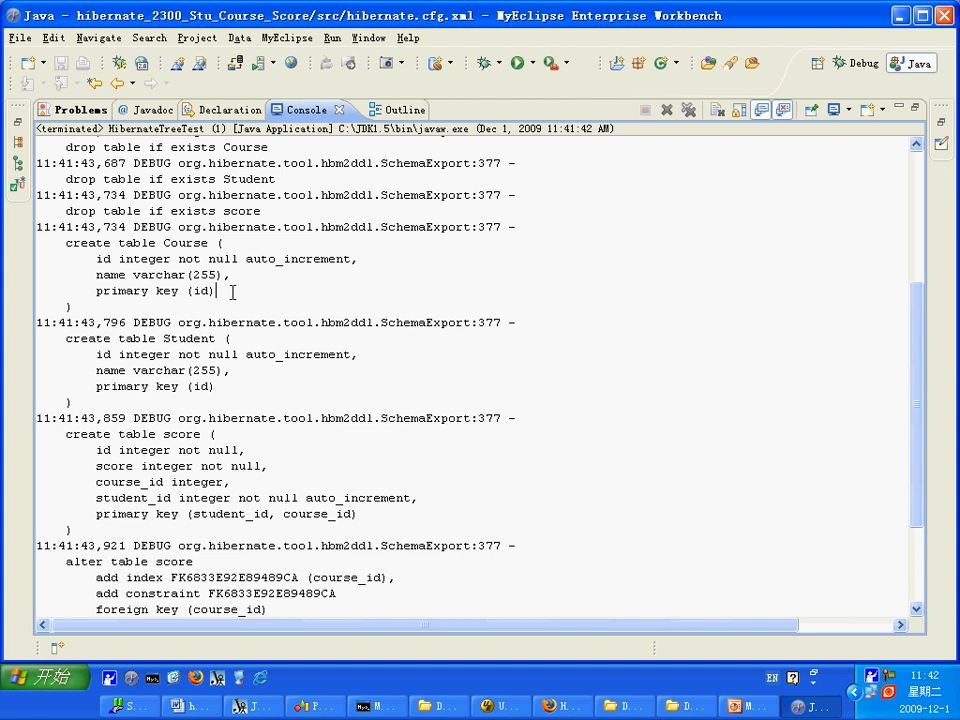 Java - hibernate_2300_Stu_Course_Score/src/hibernate.cfg.xml - MyEclipse Enterprise Workbench
File Edit Navigate Search Project Data MyEclipse Run Window Help
Debug Java
Problems Javadoc Declaration Console Outline
<terminated> HibernateTreeTest (1) [Java Application] C:\JDK1.5\bin\javaw.exe (Dec 1, 2009 11:41:42 AM)
drop table if exists Course
11:41:43,687 DEBUG org.hibernate.tool.hbm2ddl.SchemaExport:377 -
drop table if exists Student
11:41:43,734 DEBUG org.hibernate.tool.hbm2ddl.SchemaExport:377 -
drop table if exists score
11:41:43,734 DEBUG org.hibernate.tool.hbm2ddl.SchemaExport:377 -
create table Course (
id integer not null auto_increment,
name varchar(255),
primary key (id)
)
11:41:43,796 DEBUG org.hibernate.tool.hbm2ddl.SchemaExport:377 -
create table Student (
id integer not null auto_increment,
name varchar(255),
primary key (id)
)
11:41:43,859 DEBUG org.hibernate.tool.hbm2ddl.SchemaExport:377 -
create table score (
id integer not null,
score integer not null,
course_id integer,
student_id integer not null auto_increment,
primary key (student_id, course_id)
)
11:41:43,921 DEBUG org.hibernate.tool.hbm2ddl.SchemaExport:377 -
alter table score
add index FK6833E92E89489CA (course_id),
add constraint FK6833E92E89489CA
foreign key (course_id)
开始 EN 11:42
星期二
S... h... J... P... M... D... U... H... D... D... M... J... 2009-12-1